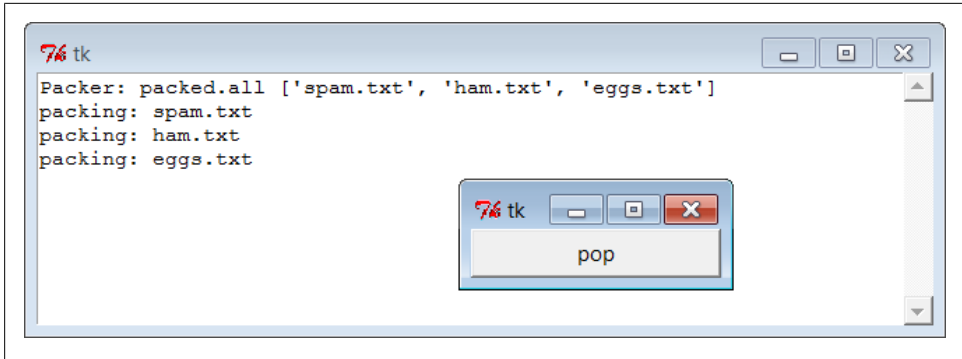 tk
Packer: packed.all ['spam.txt', 'ham.txt', 'eggs.txt']
packing: spam.txt
packing: ham.txt
packing: eggs.txt
tk
pop